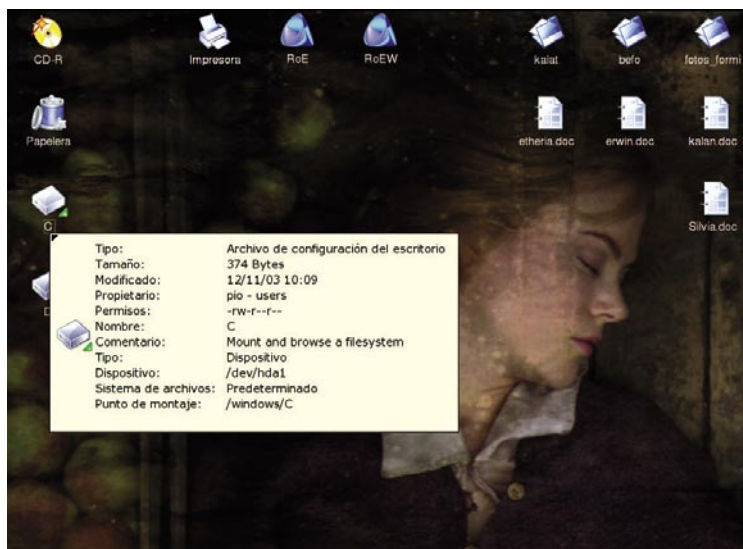 CD-R
Impresora
RoE
RoEW
kalat
befo
fotos_formi
Papelera
etheria.doc
erwin.doc
kalan.doc
C
Silvia.doc
Tipo: Archivo de configuración del escritorio
Tamaño: 374 Bytes
Modificado: 12/11/03 10:09
Propietario: pio - users
Permisos: -rw-r--r--
Nombre: C
Comentario: Mount and browse a filesystem
Tipo: Dispositivo
Dispositivo: /dev/hda1
Sistema de archivos: Predeterminado
Punto de montaje: /windows/C